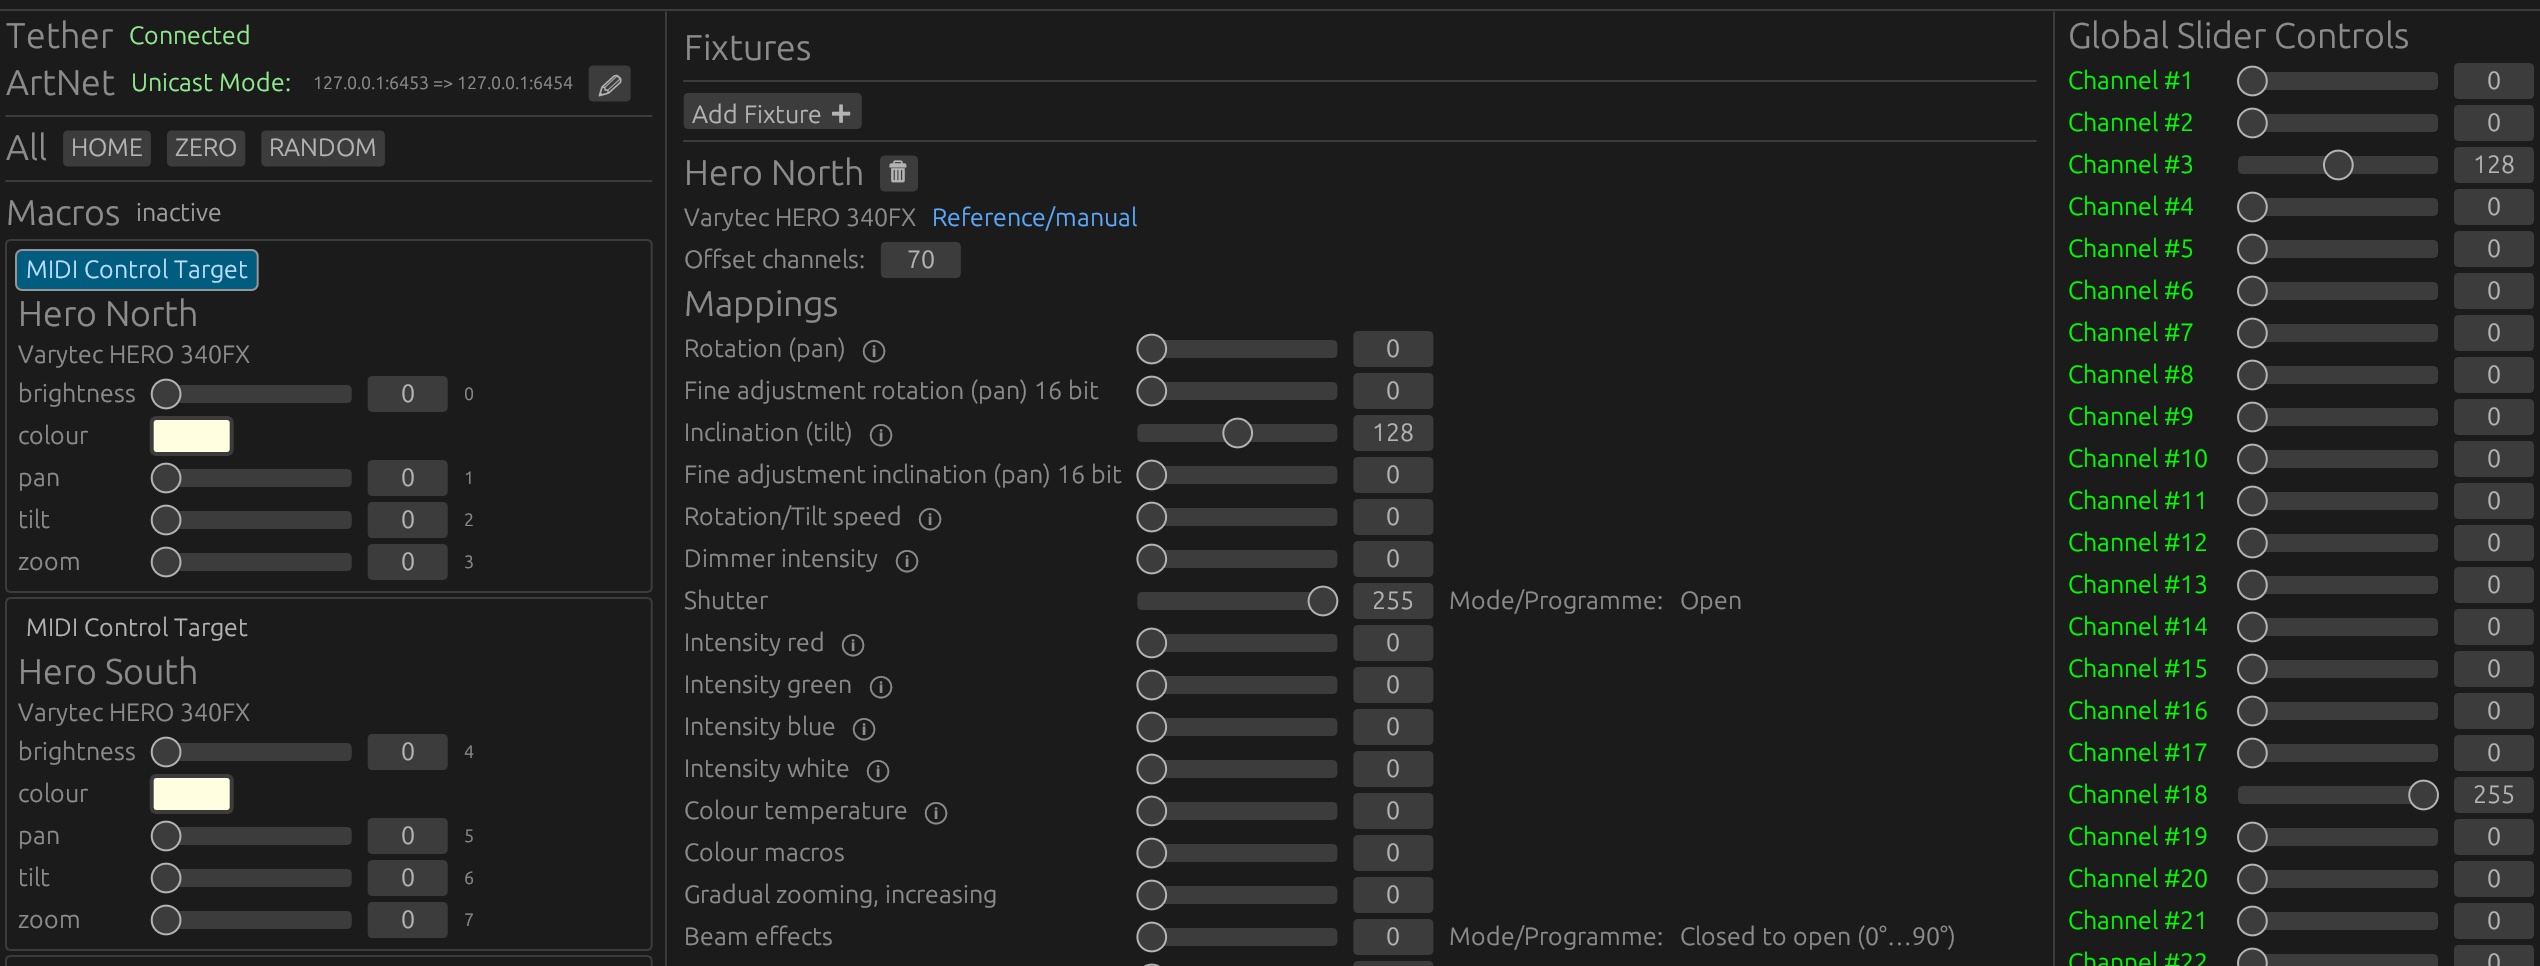 Tether Connected
ArtNet Unicast Mode: 127.0.0.1:6453 => 127.0.0.1:6454
All HOME ZERO RANDOM
Macros inactive
MIDI Control Target
Hero North
Varytec HERO 340FX
brightness 0 0
colour
pan 0 1
tilt 0 2
zoom 0 3
MIDI Control Target
Hero South
Varytec HERO 340FX
brightness 0 4
colour
pan 0 5
tilt 0 6
zoom 0 7
Fixtures
Add Fixture +
Hero North
Varytec HERO 340FX Reference/manual
Offset channels: 70
Mappings
Rotation (pan) 0
Fine adjustment rotation (pan) 16 bit 0
Inclination (tilt) 128
Fine adjustment inclination (pan) 16 bit 0
Rotation/Tilt speed 0
Dimmer intensity 0
Shutter 255 Mode/Programme: Open
Intensity red 0
Intensity green 0
Intensity blue 0
Intensity white 0
Colour temperature 0
Colour macros 0
Gradual zooming, increasing 0
Beam effects 0 Mode/Programme: Closed to open (0°...90°)
Global Slider Controls
Channel #1 0
Channel #2 0
Channel #3 128
Channel #4 0
Channel #5 0
Channel #6 0
Channel #7 0
Channel #8 0
Channel #9 0
Channel #10 0
Channel #11 0
Channel #12 0
Channel #13 0
Channel #14 0
Channel #15 0
Channel #16 0
Channel #17 0
Channel #18 255
Channel #19 0
Channel #20 0
Channel #21 0
Channel #22 0